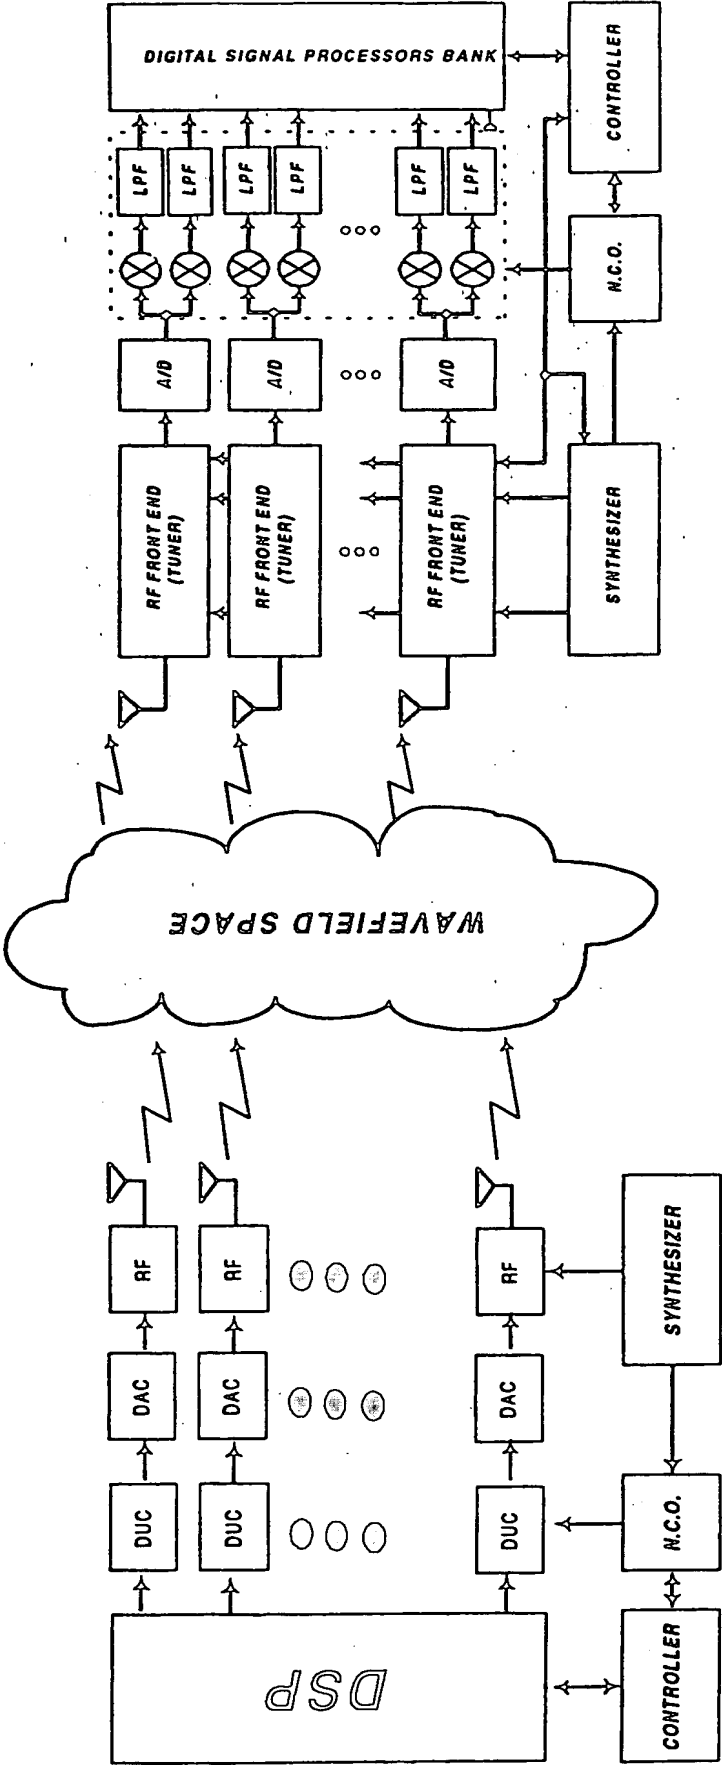 DIGITAL SIGNAL PROCESSORS BANK
CONTROLLER
LPF
LPF
LPF
LPF
LPF
LPF
N.C.O.
A/D
A/D
A/D
RF FRONT END
(TUNER)
RF FRONT END
(TUNER)
RF FRONT END
(TUNER)
SYNTHESIZER
WAVEFIELD SPACE
RF
RF
RF
SYNTHESIZER
DAC
DAC
DAC
DUC
DUC
DUC
N.C.O.
DSP
CONTROLLER